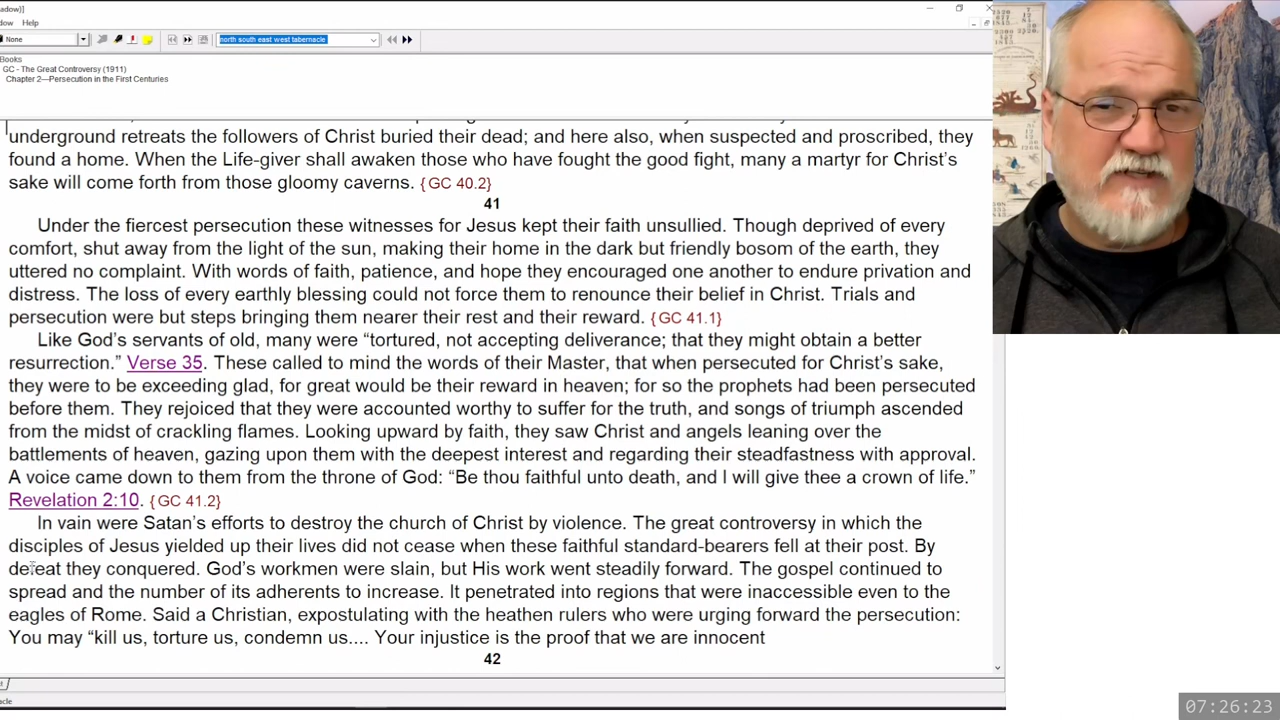 adow)]
dow Help
None
north south east west tabernacle
Books
GC - The Great Controversy (1911)
Chapter 2—Persecution in the First Centuries
underground retreats the followers of Christ buried their dead; and here also, when suspected and proscribed, they
found a home. When the Life-giver shall awaken those who have fought the good fight, many a martyr for Christ's
sake will come forth from those gloomy caverns. {GC 40.2}
41
Under the fiercest persecution these witnesses for Jesus kept their faith unsullied. Though deprived of every
comfort, shut away from the light of the sun, making their home in the dark but friendly bosom of the earth, they
uttered no complaint. With words of faith, patience, and hope they encouraged one another to endure privation and
distress. The loss of every earthly blessing could not force them to renounce their belief in Christ. Trials and
persecution were but steps bringing them nearer their rest and their reward. {GC 41.1}
Like God's servants of old, many were “tortured, not accepting deliverance; that they might obtain a better
resurrection.” Verse 35. These called to mind the words of their Master, that when persecuted for Christ's sake,
they were to be exceeding glad, for great would be their reward in heaven; for so the prophets had been persecuted
before them. They rejoiced that they were accounted worthy to suffer for the truth, and songs of triumph ascended
from the midst of crackling flames. Looking upward by faith, they saw Christ and angels leaning over the
battlements of heaven, gazing upon them with the deepest interest and regarding their steadfastness with approval.
A voice came down to them from the throne of God: “Be thou faithful unto death, and I will give thee a crown of life.”
Revelation 2:10. {GC 41.2}
In vain were Satan's efforts to destroy the church of Christ by violence. The great controversy in which the
disciples of Jesus yielded up their lives did not cease when these faithful standard-bearers fell at their post. By
defeat they conquered. God's workmen were slain, but His work went steadily forward. The gospel continued to
spread and the number of its adherents to increase. It penetrated into regions that were inaccessible even to the
eagles of Rome. Said a Christian, expostulating with the heathen rulers who were urging forward the persecution:
You may “kill us, torture us, condemn us.... Your injustice is the proof that we are innocent
42
acle
07:26:23